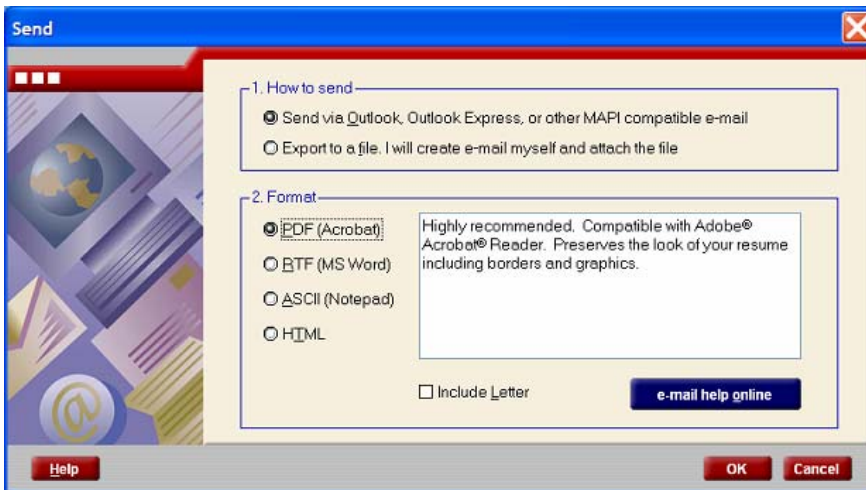 Send
1. How to send
Send via Outlook, Outlook Express, or other MAPI compatible e-mail
Export to a file. I will create e-mail myself and attach the file
2. Format
PDF (Acrobat)
RTF (MS Word)
ASCII (Notepad)
HTML
Highly recommended. Compatible with Adobe®
Acrobat® Reader. Preserves the look of your resume
including borders and graphics.
Include Letter
e-mail help online
Help
OK
Cancel